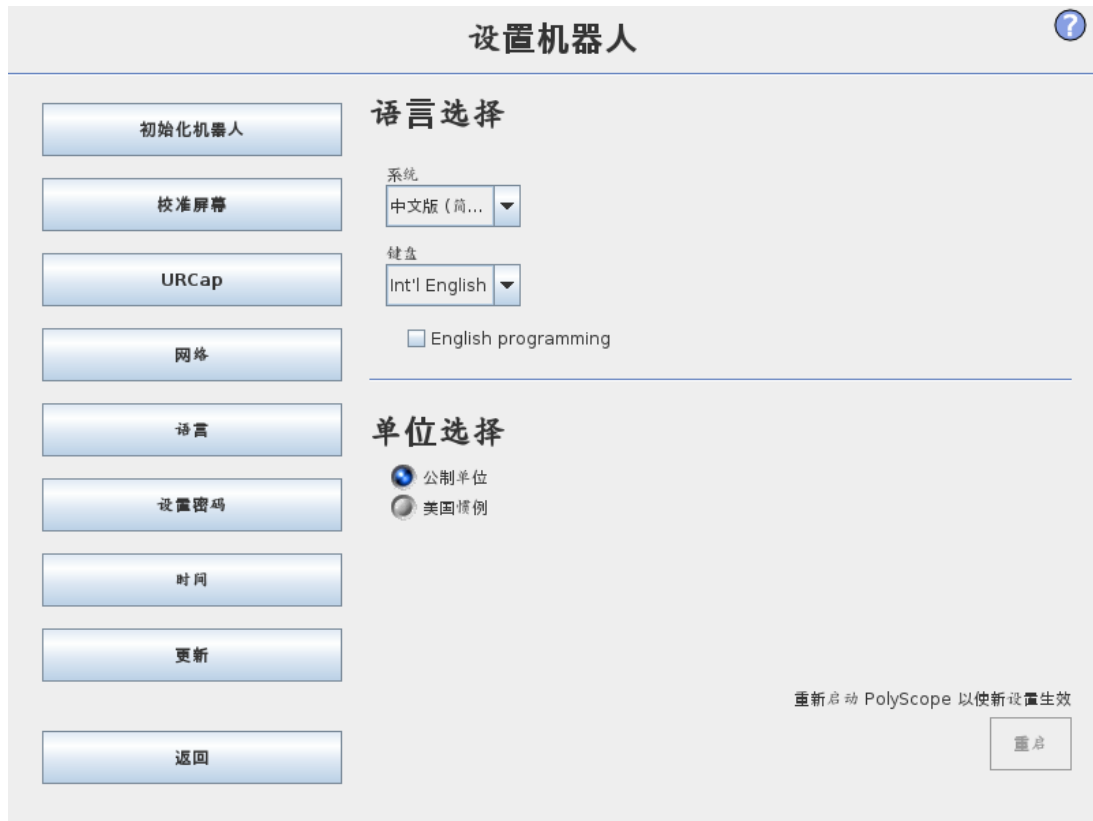 设置机器人
?
初始化机器人
校准屏幕
URCap
网络
语言
设置密码
时间
更新
返回
语言选择
系统
中文版 (简...
键盘
Int'l English
English programming
单位选择
公制单位
美国惯例
重新启动 PolyScope 以使新设置生效
重启